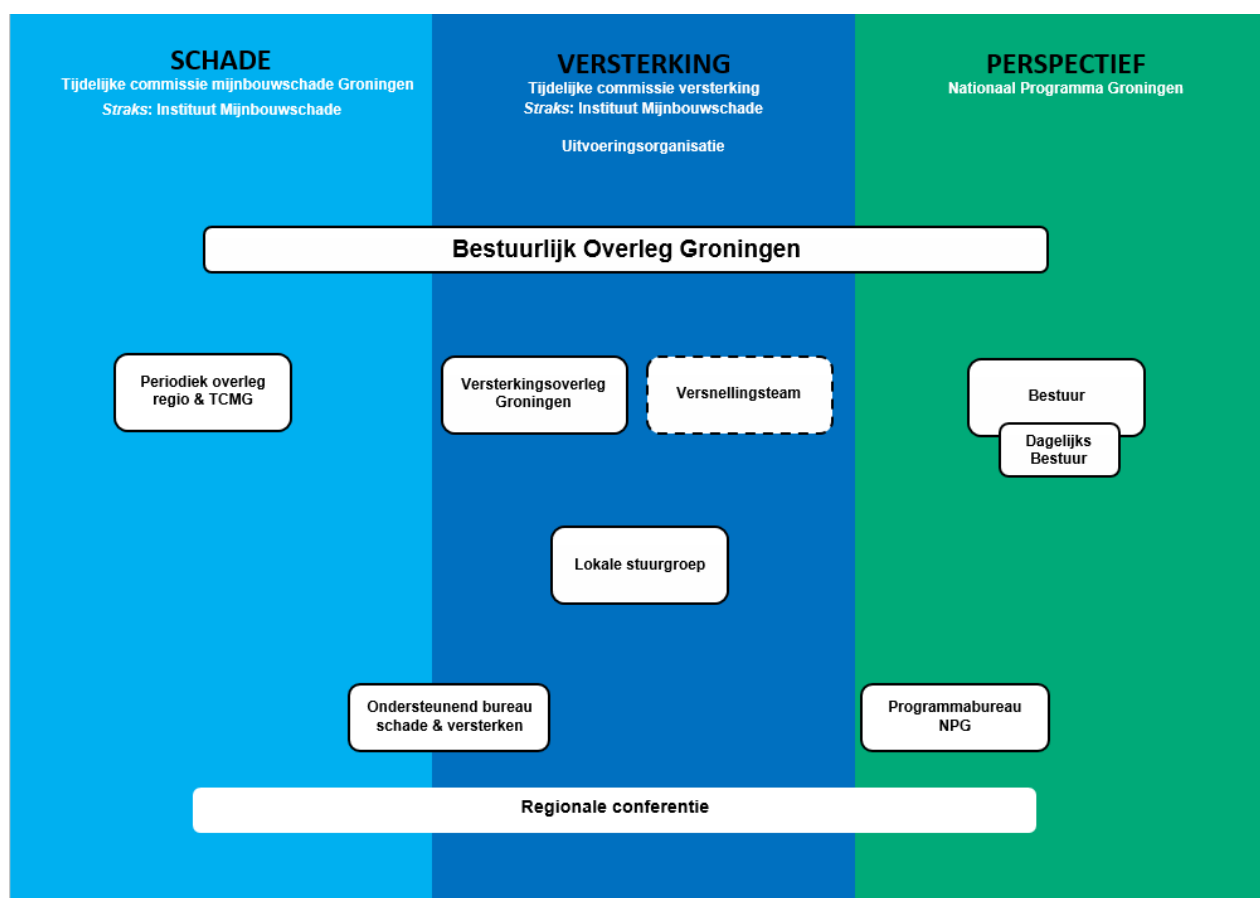 SCHADE
Tijdelijke commissie mijnbouwschade Groningen
Straks: Instituut Mijnbouwschade
VERSTERKING
Tijdelijke commissie versterking
Straks: Instituut Mijnbouwschade
Uitvoeringsorganisatie
PERSPECTIEF
Nationaal Programma Groningen
Bestuurlijk Overleg Groningen
Periodiek overleg
regio & TCMG
Versterkingsoverleg
Groningen
Versnellingsteam
Bestuur
Dagelijks
Bestuur
Lokale stuurgroep
Ondersteunend bureau
schade & versterken
Programmabureau
NPG
Regionale conferentie